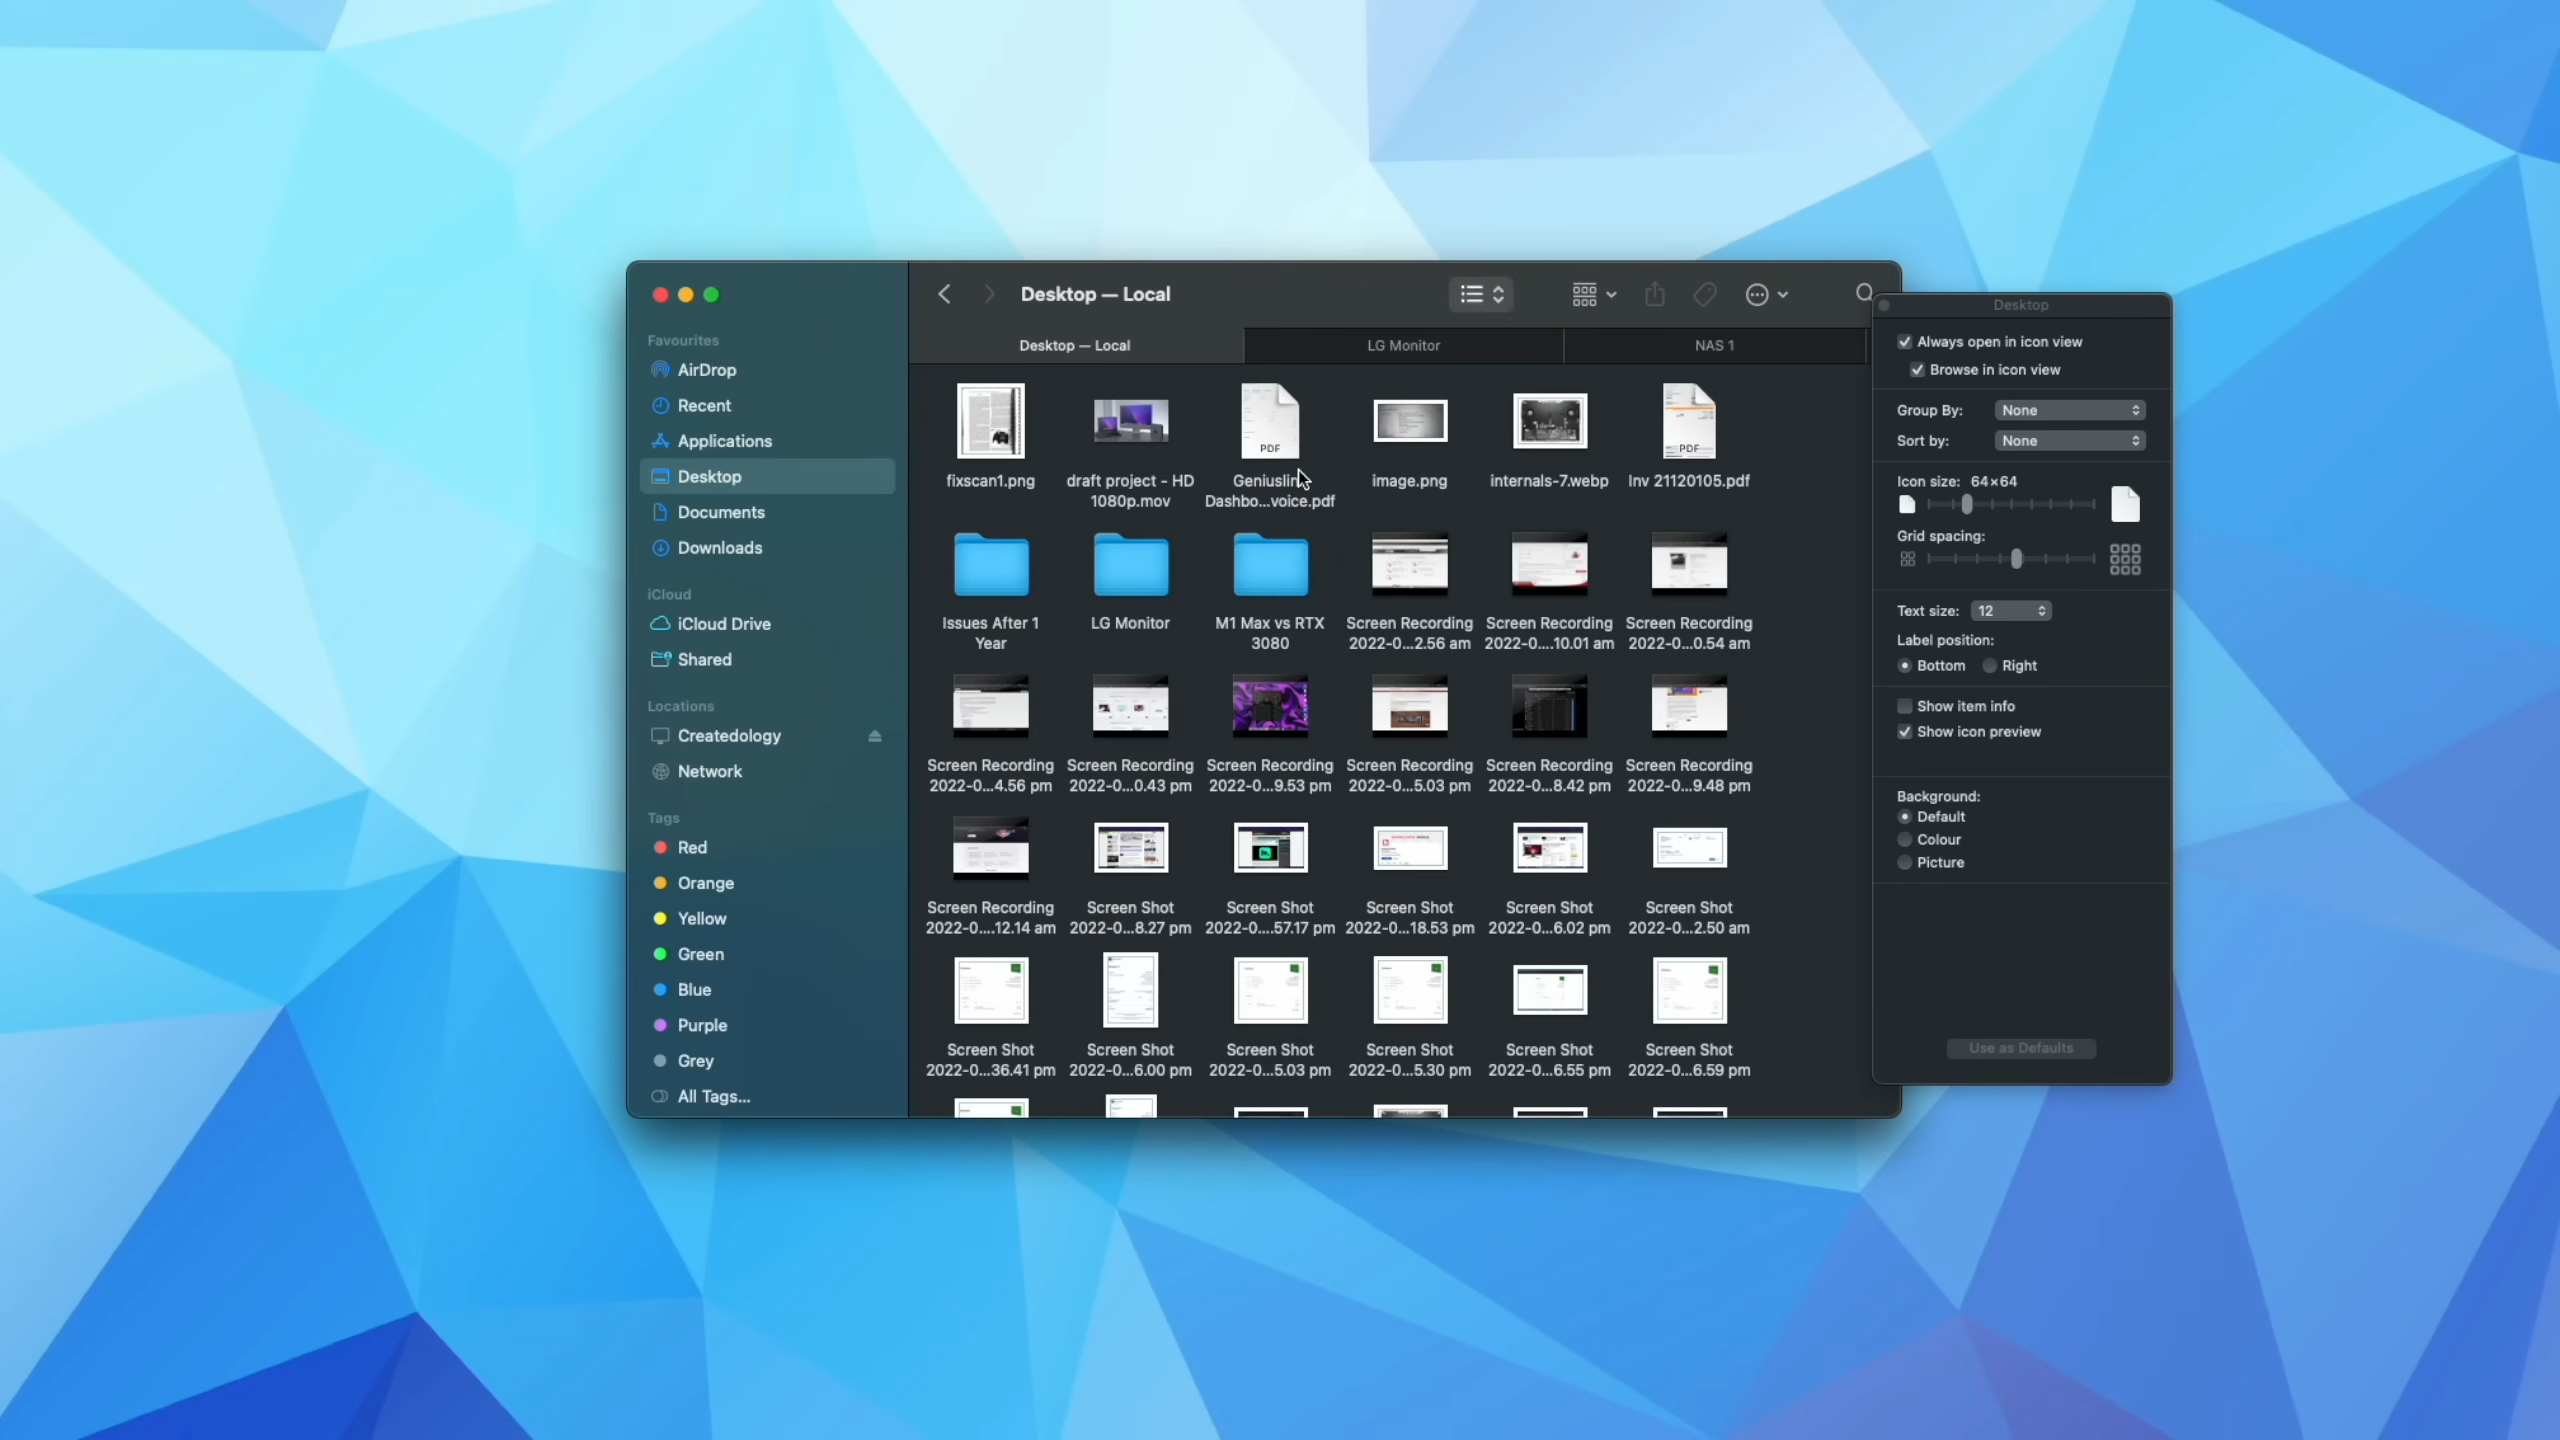 Desktop — Local
Desktop — Local
LG Monitor
NAS 1
Favourites
AirDrop
Recent
Applications
Desktop
Documents
Downloads
iCloud
iCloud Drive
Shared
Locations
Createdology
Network
Tags
Red
Orange
Yellow
Green
Blue
Purple
Grey
All Tags...
PDF
PDF
fixscan1.png
draft project - HD
1080p.mov
Dashbo...voice.pdf
image.png
internals-7.webp
Inv 21120105.pdf
Issues After 1
Year
LG Monitor
M1 Max vs RTX
3080
Screen Recording
2022-0...2.56 am
Screen Recording
2022-0....10.01 am
Screen Recording
2022-0...0.54 am
Screen Recording
2022-0...4.56 pm
Screen Recording
2022-0...0.43 pm
Screen Recording
2022-0...9.53 pm
Screen Recording
2022-0...5.03 pm
Screen Recording
2022-0...8.42 pm
Screen Recording
2022-0...9.48 pm
Screen Recording
2022-0....12.14 am
Screen Shot
2022-0...8.27 pm
Screen Shot
2022-0....57.17 pm
Screen Shot
2022-0...18.53 pm
Screen Shot
2022-0...6.02 pm
Screen Shot
2022-0...2.50 am
Screen Shot
2022-0...36.41 pm
Screen Shot
2022-0...6.00 pm
Screen Shot
2022-0...5.03 pm
Screen Shot
2022-0...5.30 pm
Screen Shot
2022-0...6.55 pm
Screen Shot
2022-0...6.59 pm
Desktop
Always open in icon view
Browse in icon view
Group By: None
Sort by: None
Icon size: 64×64
Grid spacing:
Text size: 12
Label position:
Bottom Right
Show item info
Show icon preview
Background:
Default
Colour
Picture
Use as Defaults